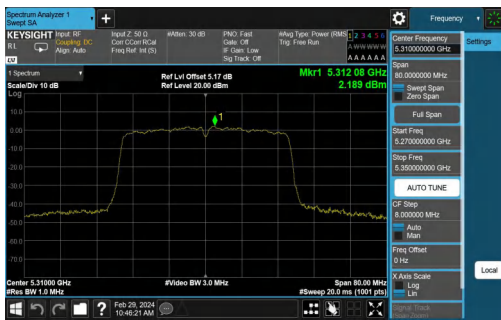 Spectrum Analyzer 1
Swept SA
Frequency
KEYSIGHT
RL
Input: RF
Coupling: DC
Align: Auto
Input Z: 50 Ω
Corr CCorr RCal
Freq Ref: Int (S)
#Atten: 30 dB
PNO: Fast
Gate: Off
IF Gain: Low
Sig Track: Off
#Avg Type: Power (RMS
Trig: Free Run
1 2 3 4 5 6
A W W W W W
A A A A A A
Center Frequency
5.310000000 GHz
Settings
Span
80.0000000 MHz
Swept Span
Zero Span
Full Span
Start Freq
5.270000000 GHz
Stop Freq
5.350000000 GHz
AUTO TUNE
CF Step
8.000000 MHz
Auto
Man
Freq Offset
0 Hz
X Axis Scale
Log
Lin
Signal Track
Local
1 Spectrum
Scale/Div 10 dB
Log
Ref Lvl Offset 5.17 dB
Ref Level 20.00 dBm
Mkr1 5.312 08 GHz
2.189 dBm
1
10.0
0.00
-10.0
-20.0
-30.0
-40.0
-50.0
-60.0
-70.0
Center 5.31000 GHz
#Res BW 1.0 MHz
#Video BW 3.0 MHz
Span 80.00 MHz
#Sweep 20.0 ms (1001 pts)
Feb 29, 2024
10:46:21 AM